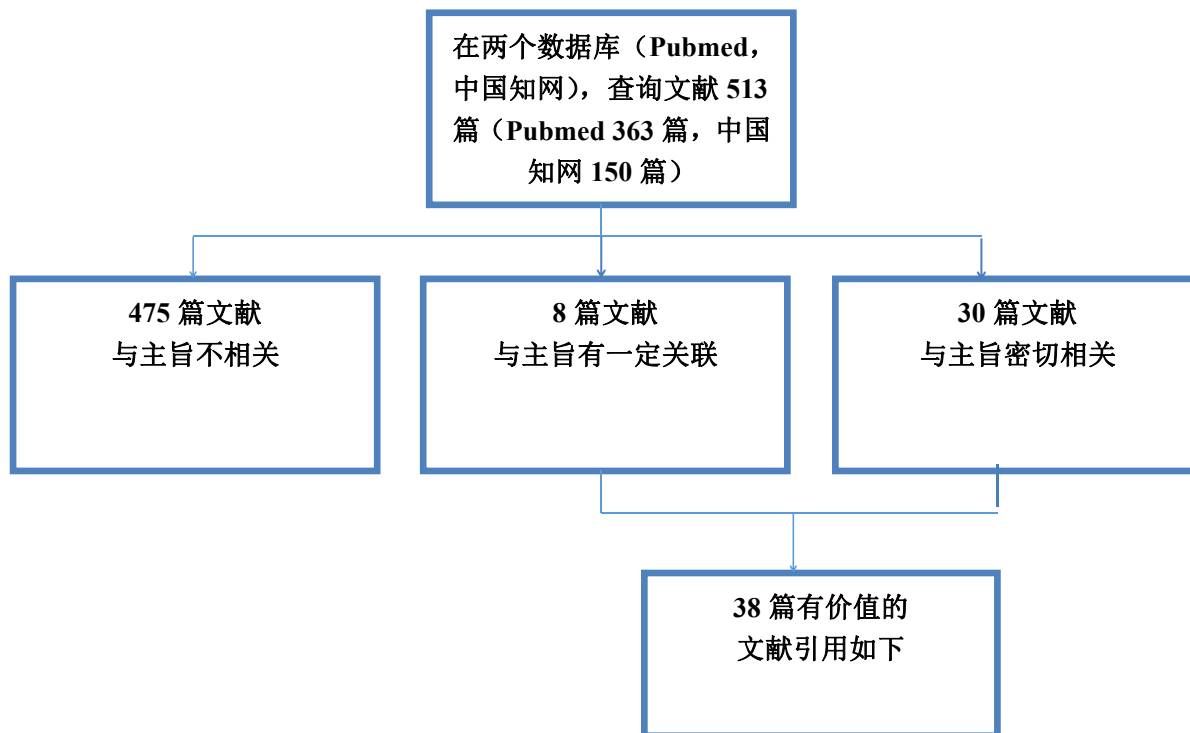 在两个数据库（Pubmed，
中国知网），查询文献 513
篇（Pubmed 363 篇，中国
知网 150 篇）
475 篇文献
与主旨不相关
8 篇文献
与主旨有一定关联
30 篇文献
与主旨密切相关
38 篇有价值的
文献引用如下